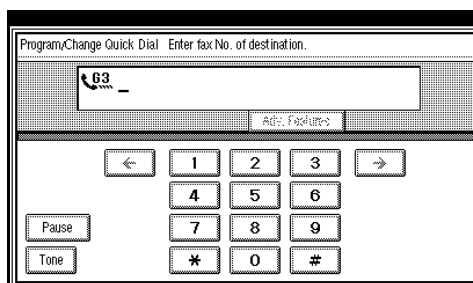 Program/Change Quick Dial Enter fax No. of destination.
G3 _
Adv. Features
← 1 2 3 →
4 5 6
Pause 7 8 9
Tone * 0 #